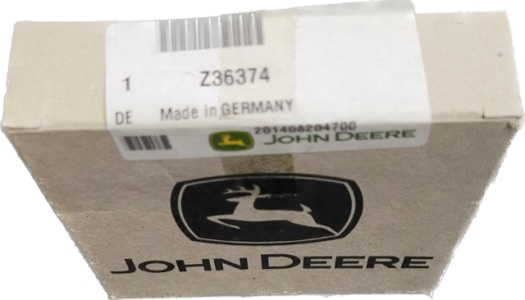 1 Z36374
DE Made in GERMANY
201408204700
JOHN DEERE
JOHN DEERE